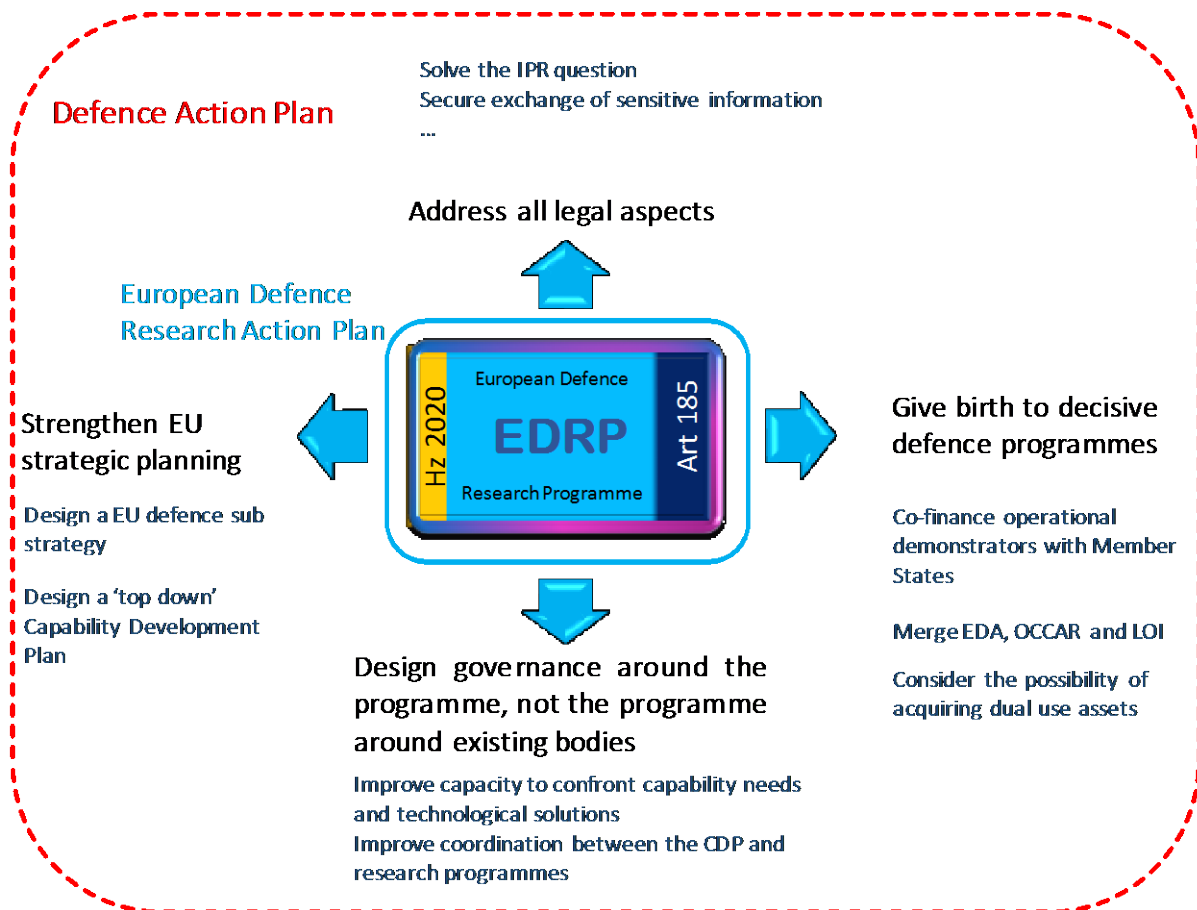 Solve the IPR question
Secure exchange of sensitive information
...
Defence Action Plan
Address all legal aspects
European Defence
Research Action Plan
Hz 2020
European Defence
EDRP
Research Programme
Art 185
Strengthen EU
strategic planning
Design a EU defence sub
strategy
Design a ‘top down’
Capability Development
Plan
Give birth to decisive
defence programmes
Co-finance operational
demonstrators with Member
States
Merge EDA, OCCAR and LOI
Consider the possibility of
acquiring dual use assets
Design governance around the
programme, not the programme
around existing bodies
Improve capacity to confront capability needs
and technological solutions
Improve coordination between the CDP and
research programmes